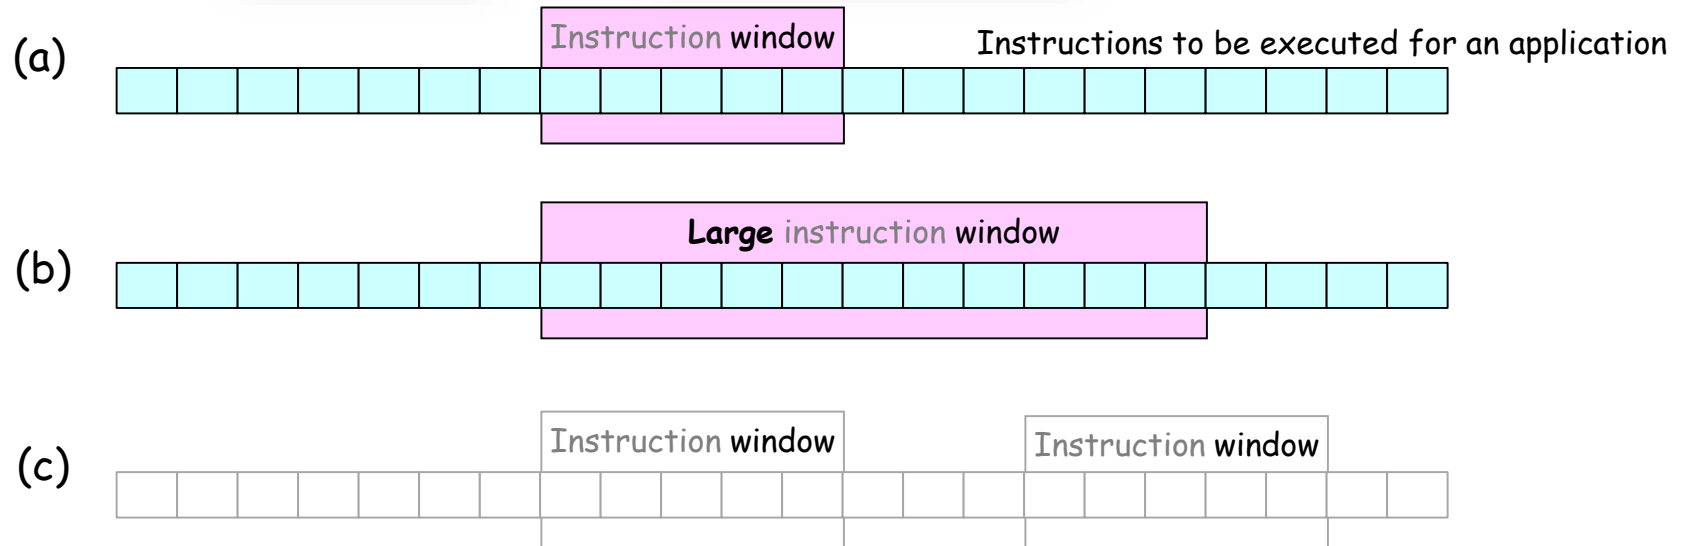 (a)
Instruction window
Instructions to be executed for an application
(b)
Large instruction window
(c)
Instruction window
Instruction window